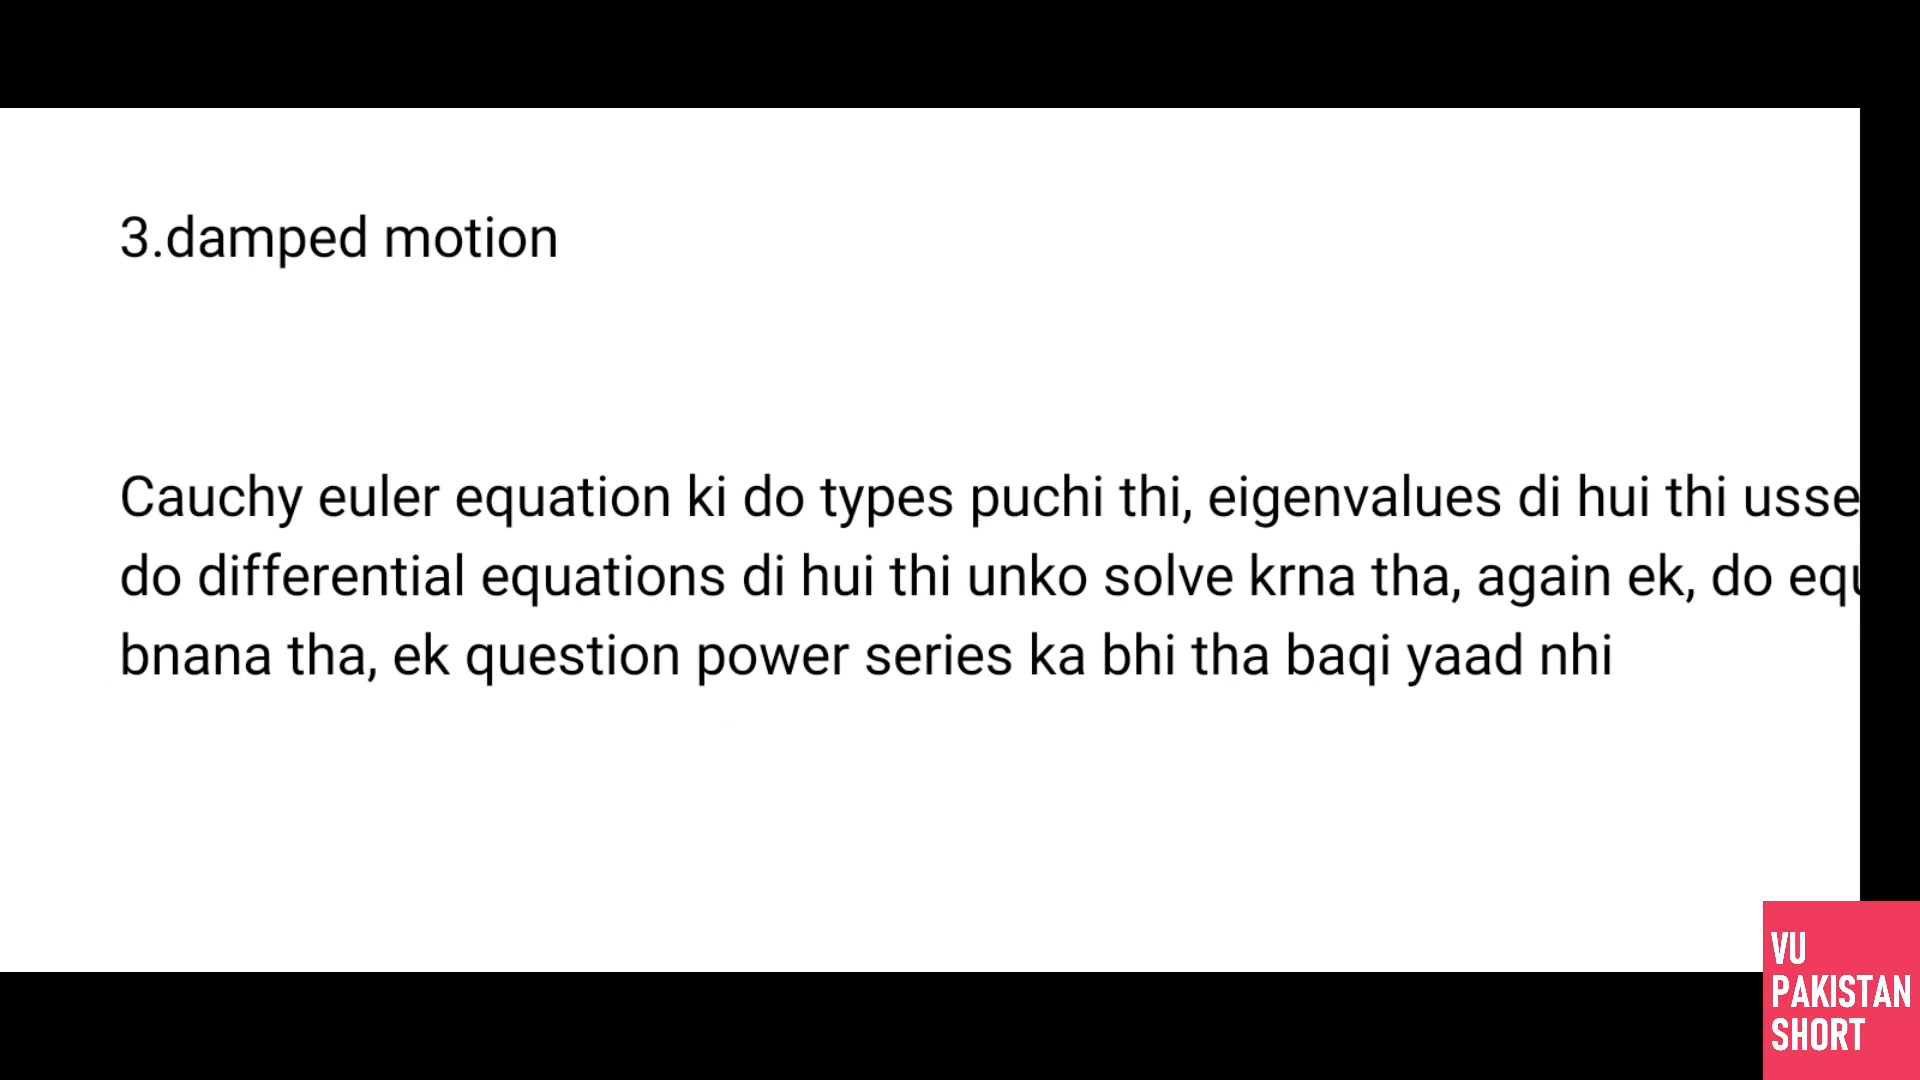 3.damped motion
Cauchy euler equation ki do types puchi thi, eigenvalues di hui thi usse
do differential equations di hui thi unko solve krna tha, again ek, do
bnana tha, ek question power series ka bhi tha baqi yaad nhi
VU
PAKISTAN
SHORT